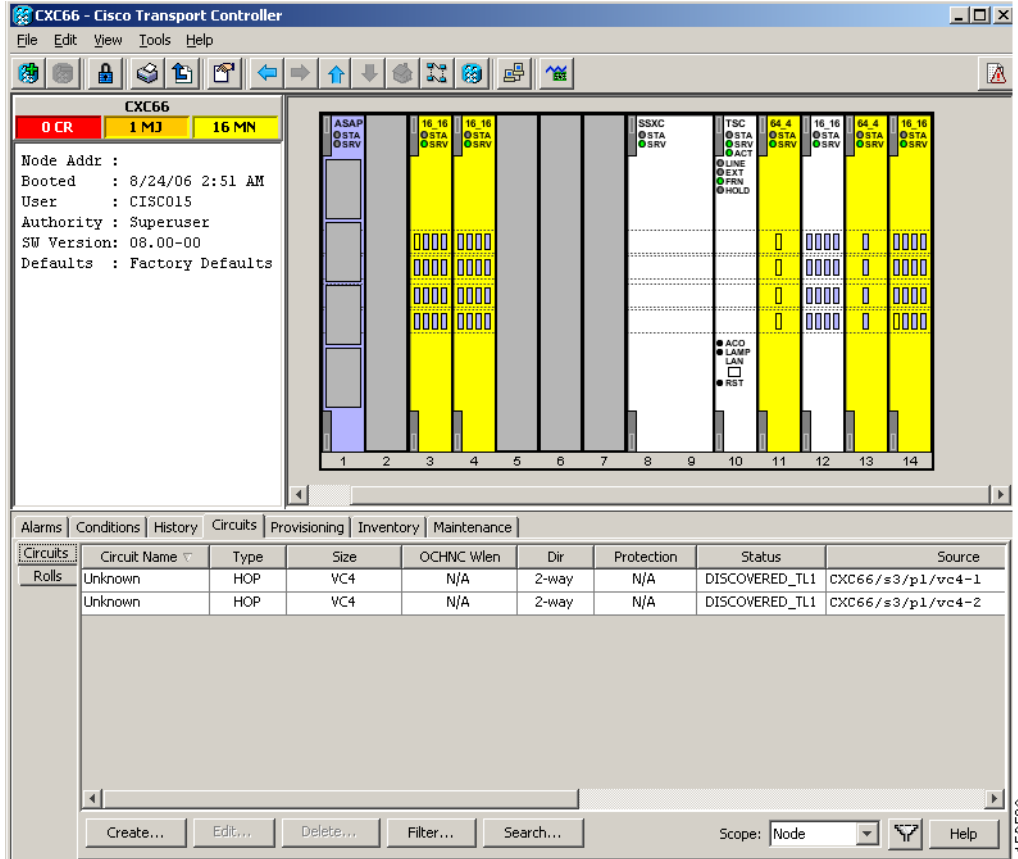 CXC66 - Cisco Transport Controller
File Edit View Tools Help
CXC66
0 CR 1 MJ 16 MN
Node Addr :
Booted : 8/24/06 2:51 AM
User : CISCO15
Authority : Superuser
SW Version: 08.00-00
Defaults : Factory Defaults
ASAP 16_16 16_16 SSXC TSC 64_4 16_16 64_4 16_16
STA STA STA STA STA STA STA STA STA
SRV SRV SRV SRV SRV SRV SRV SRV SRV
ACT
LINE
EXT
FRN
HOLD
ACO
LAMP
LAN
RST
1 2 3 4 5 6 7 8 9 10 11 12 13 14
Alarms Conditions History Circuits Provisioning Inventory Maintenance
Circuits
Rolls
Circuit Name Type Size OCHNC Wlen Dir Protection Status Source
Unknown HOP VC4 N/A 2-way N/A DISCOVERED_TL1 CXC66/s3/p1/vc4-1
Unknown HOP VC4 N/A 2-way N/A DISCOVERED_TL1 CXC66/s3/p1/vc4-2
Create... Edit... Delete... Filter... Search... Scope: Node Help